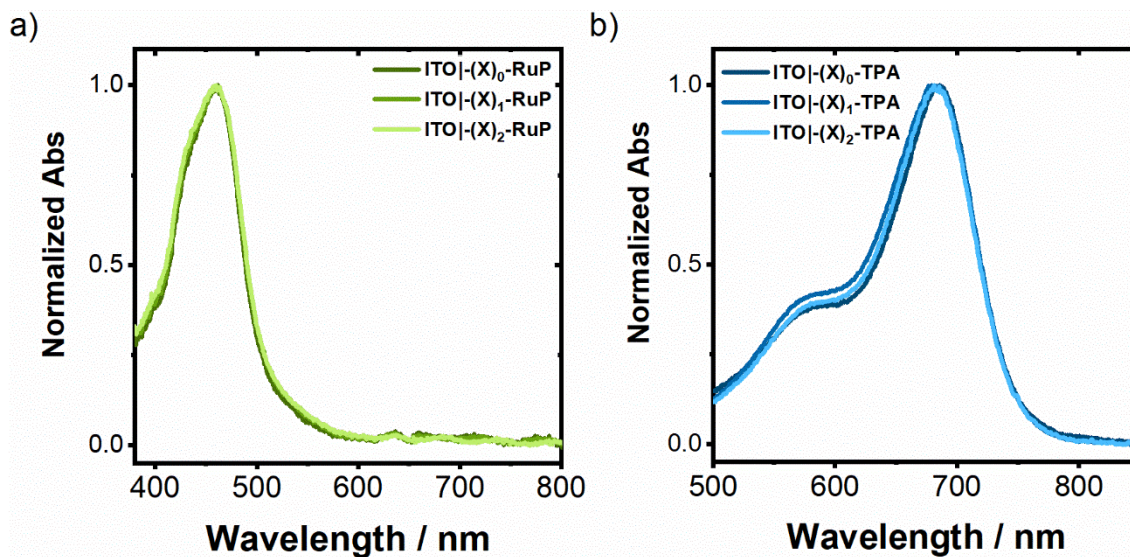 a)
Normalized Abs
1.0
0.5
0.0
ITO|-(X)₀-RuP
ITO|-(X)₁-RuP
ITO|-(X)₂-RuP
400 500 600 700 800
Wavelength / nm
b)
Normalized Abs
1.0
0.5
0.0
ITO|-(X)₀-TPA
ITO|-(X)₁-TPA
ITO|-(X)₂-TPA
500 600 700 800
Wavelength / nm